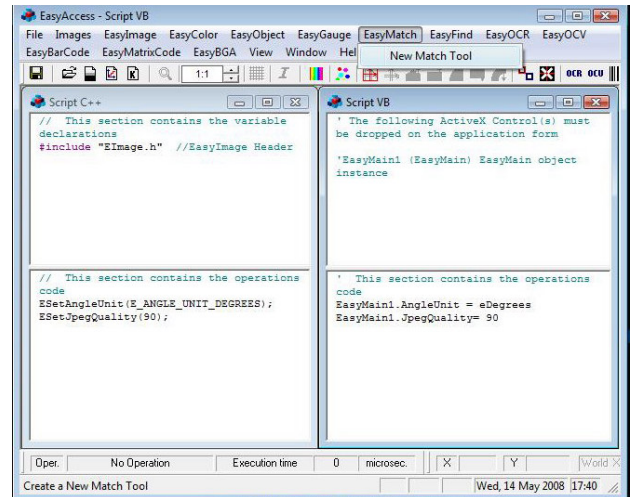 EasyAccess - Script VB
File Images EasyImage EasyColor EasyObject EasyGauge EasyMatch EasyFind EasyOCR EasyOCV
EasyBarCode EasyMatrixCode EasyBGA View Window Hel
New Match Tool
1:1 I OCR OCV
Script C++
// This section contains the variable
declarations
#include "EImage.h" //EasyImage Header
// This section contains the operations
code
ESetAngleUnit(E_ANGLE_UNIT_DEGREES);
ESetJpegQuality(90);
Script VB
' The following ActiveX Control(s) must
be dropped on the application form
'EasyMain1 (EasyMain) EasyMain object
instance
' This section contains the operations
code
EasyMain1.AngleUnit = eDegrees
EasyMain1.JpegQuality= 90
Oper. No Operation Execution time 0 microsec. X Y World X
Create a New Match Tool Wed, 14 May 2008 17:40